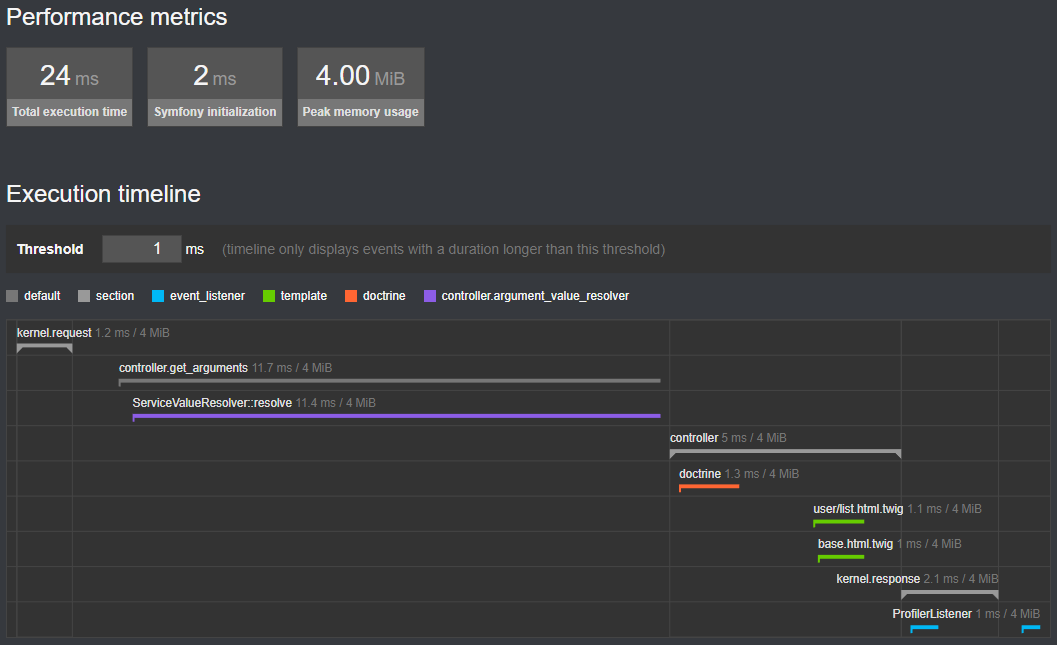 Performance metrics
24 ms
Total execution time
2 ms
Symfony initialization
4.00 MiB
Peak memory usage
Execution timeline
Threshold 1 ms (timeline only displays events with a duration longer than this threshold)
default section event_listener template doctrine controller.argument_value_resolver
kernel.request 1.2 ms / 4 MiB
controller.get_arguments 11.7 ms / 4 MiB
ServiceValueResolver::resolve 11.4 ms / 4 MiB
controller 5 ms / 4 MiB
doctrine 1.3 ms / 4 MiB
user/list.html.twig 1.1 ms / 4 MiB
base.html.twig 1 ms / 4 MiB
kernel.response 2.1 ms / 4 MiB
ProfilerListener 1 ms / 4 MiB